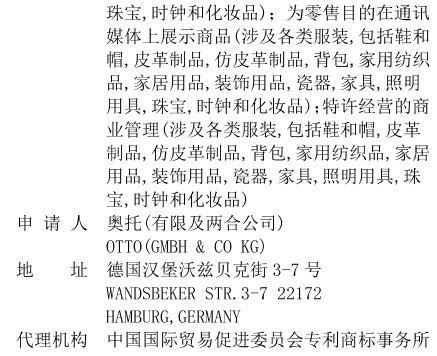 珠宝,时钟和化妆品)；为零售目的在通讯
媒体上展示商品(涉及各类服装,包括鞋和
帽,皮革制品,仿皮革制品,背包,家用纺织
品,家居用品,装饰用品,瓷器,家具,照明
用具,珠宝,时钟和化妆品);特许经营的商
业管理(涉及各类服装,包括鞋和帽,皮革
制品,仿皮革制品,背包,家用纺织品,家居
用品,装饰用品,瓷器,家具,照明用具,珠
宝,时钟和化妆品)
申 请 人 奥托(有限及两合公司)
OTTO(GMBH & CO KG)
地 址 德国汉堡沃兹贝克街 3-7 号
WANDSBEKER STR.3-7 22172
HAMBURG,GERMANY
代理机构 中国国际贸易促进委员会专利商标事务所